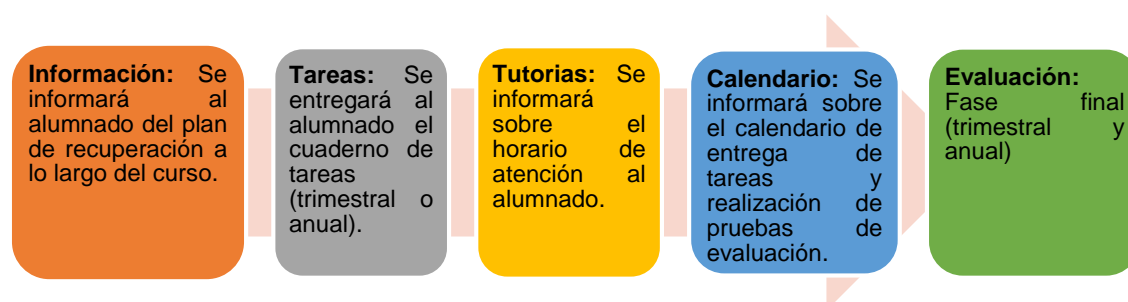 Información: Se
informará al
alumnado del plan
de recuperación a
lo largo del curso.
Tareas: Se
entregará al
alumnado el
cuaderno de
tareas
(trimestral o
anual).
Tutorias: Se
informará
sobre el
horario de
atención al
alumnado.
Calendario: Se
informará sobre
el calendario de
entrega de
tareas y
realización de
pruebas de
evaluación.
Evaluación:
Fase final
(trimestral y
anual)